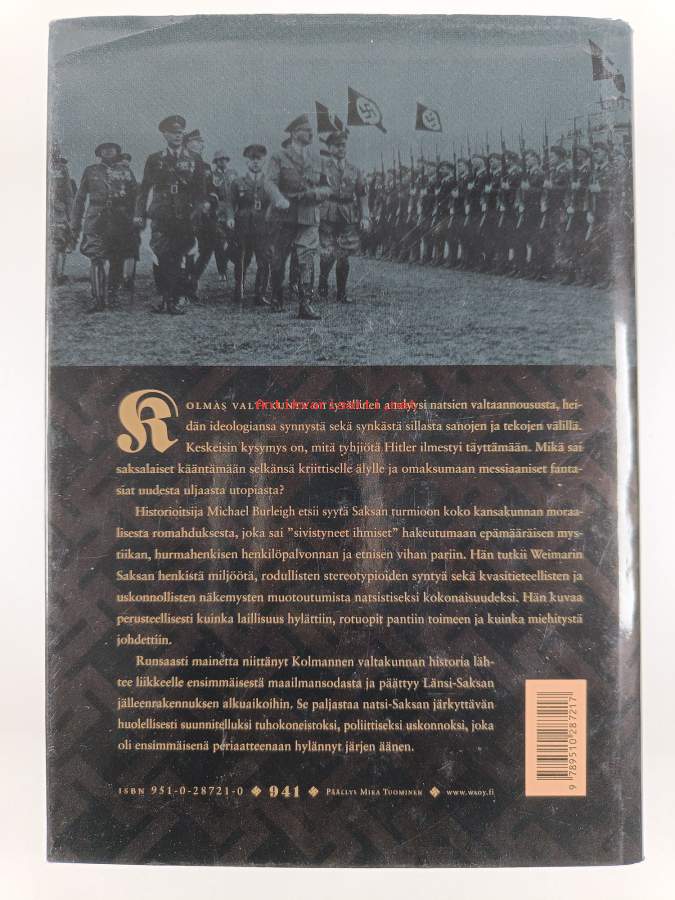 KOLMAS VALTAKUNTA on syvällinen analyysi natsien valtaannoususta, hei-
dän ideologiansa synnystä sekä synkästä sillasta sanojen ja tekojen välillä.
Keskeisin kysymys on, mitä tyhjiötä Hitler ilmestyi täyttämään. Mikä sai
saksalaiset kääntämään selkänsä kriittiselle älylle ja omaksumaan messiaaniset fanta-
siat uudesta uljaasta utopiasta?
Historioitsija Michael Burleigh etsii syytä Saksan turmioon koko kansakunnan moraa-
lisesta romahduksesta, joka sai "sivistyneet ihmiset" hakeutumaan epämääräisen mys-
tiikan, hurmahenkisen henkilöpalvonnan ja etnisen vihan pariin. Hän tutkii Weimarin
Saksan henkistä miljöötä, rodullisten stereotypioiden syntyä sekä kvasitieteellisten ja
uskonnollisten näkemysten muotoutumista natsistiseksi kokonaisuudeksi. Hän kuvaa
perusteellisesti kuinka laillisuus hylättiin, rotuopit pantiin toimeen ja kuinka miehitystä
johdettiin.
Runsaasti mainetta niittänyt Kolmannen valtakunnan historia läh-
tee liikkeelle ensimmäisestä maailmansodasta ja päättyy Länsi-Saksan
jälleenrakennuksen alkuaikoihin. Se paljastaa natsi-Saksan järkyttävän
huolellisesti suunnitelluksi tuhokoneistoksi, poliittiseksi uskonnoksi, joka
oli ensimmäisenä periaatteenaan hylännyt järjen äänen.
ISBN 951-0-28721-0 941 PÄÄLLYS MIKA TUOMINEN www.wsoy.fi
9 789510 287217